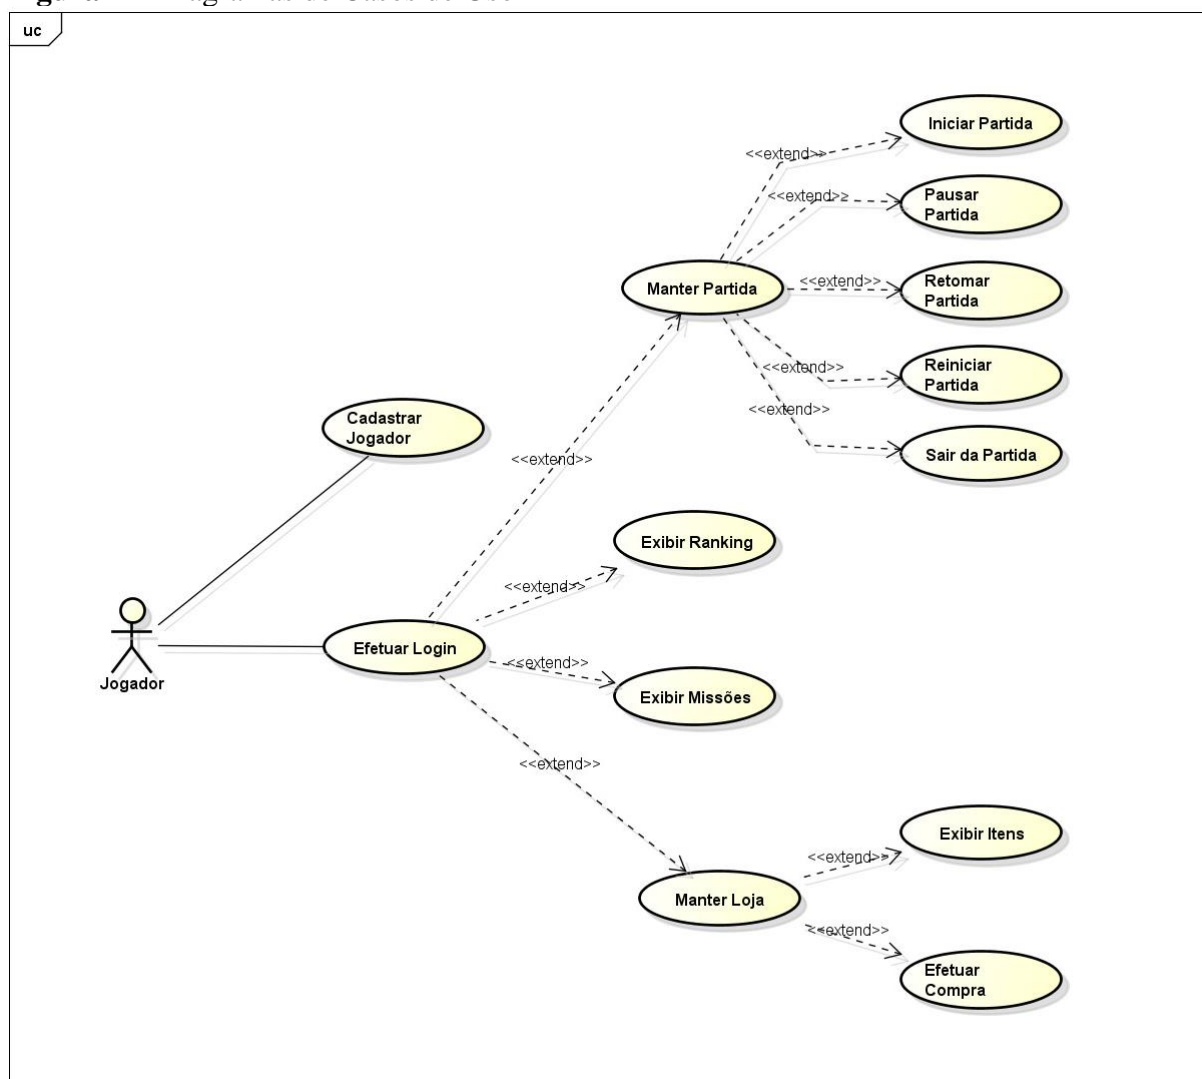 uc
Iniciar Partida
<<extend>>
Pausar
Partida
<<extend>>
Manter Partida
<<extend>>
Retomar
Partida
<<extend>>
Reiniciar
Partida
<<extend>>
Sair da Partida
Cadastrar
Jogador
<<extend>>
Exibir Ranking
<<extend>>
Jogador
Efetuar Login
<<extend>>
Exibir Missões
<<extend>>
Exibir Itens
<<extend>>
Manter Loja
<<extend>>
Efetuar
Compra